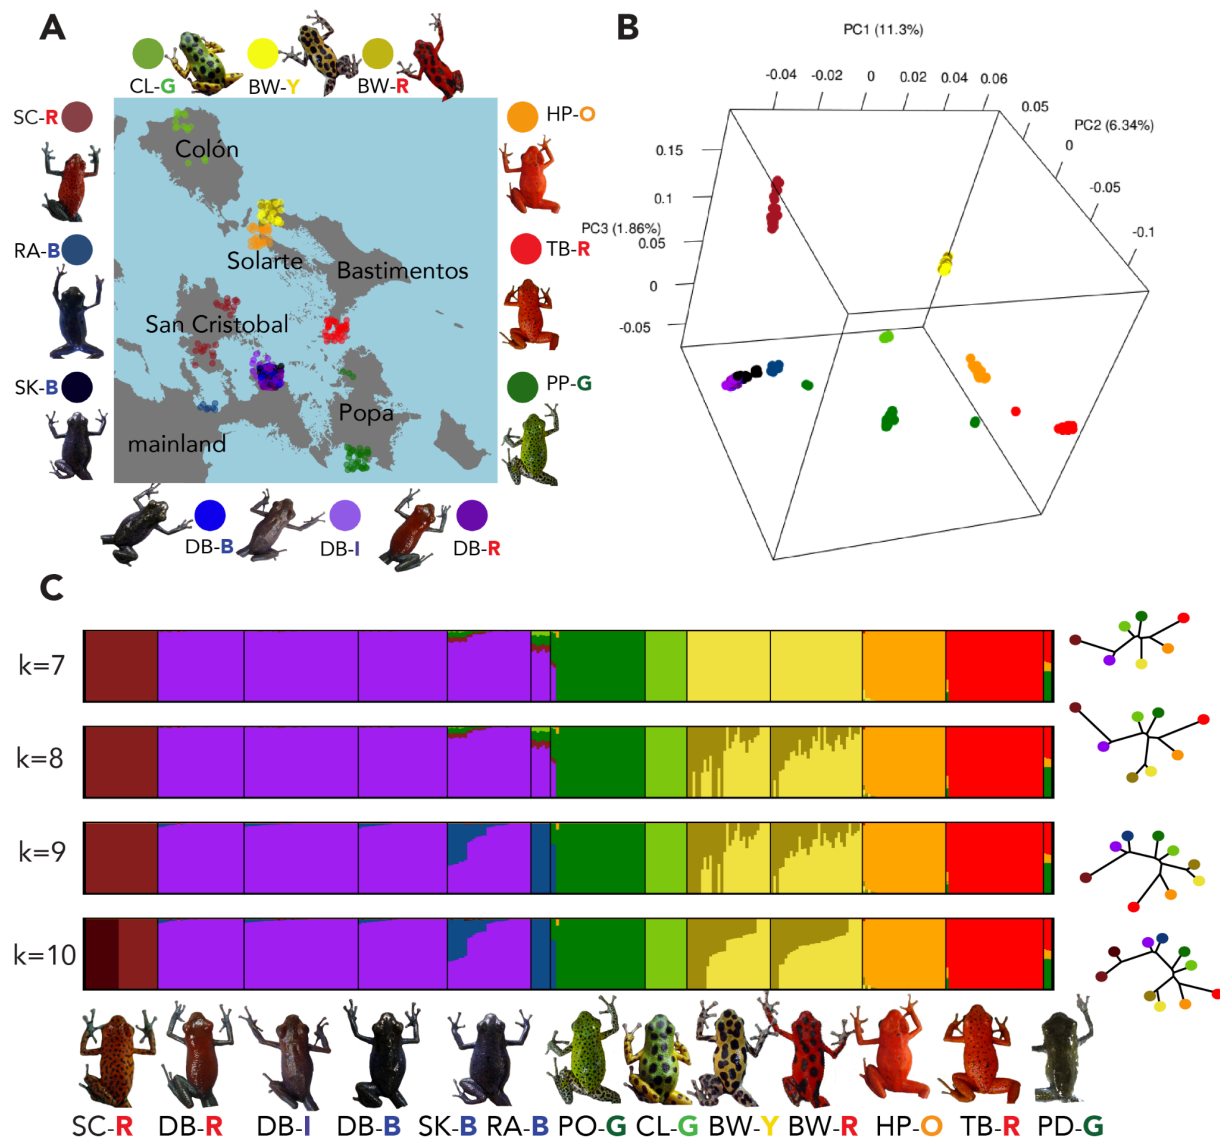 A
CL-G
BW-Y
BW-R
SC-R
HP-O
RA-B
TB-R
SK-B
PP-G
Colón
Solarte
Bastimentos
San Cristobal
Popa
mainland
DB-B
DB-I
DB-R
B
PC1 (11.3%)
-0.04 -0.02 0 0.02 0.04 0.06
0.05
PC2 (6.34%)
0
-0.05
-0.1
0.15
0.1
PC3 (1.86%)
0.05
0
-0.05
C
k=7
k=8
k=9
k=10
SC-R DB-R DB-I DB-B SK-B RA-B PO-G CL-G BW-Y BW-R HP-O TB-R PD-G